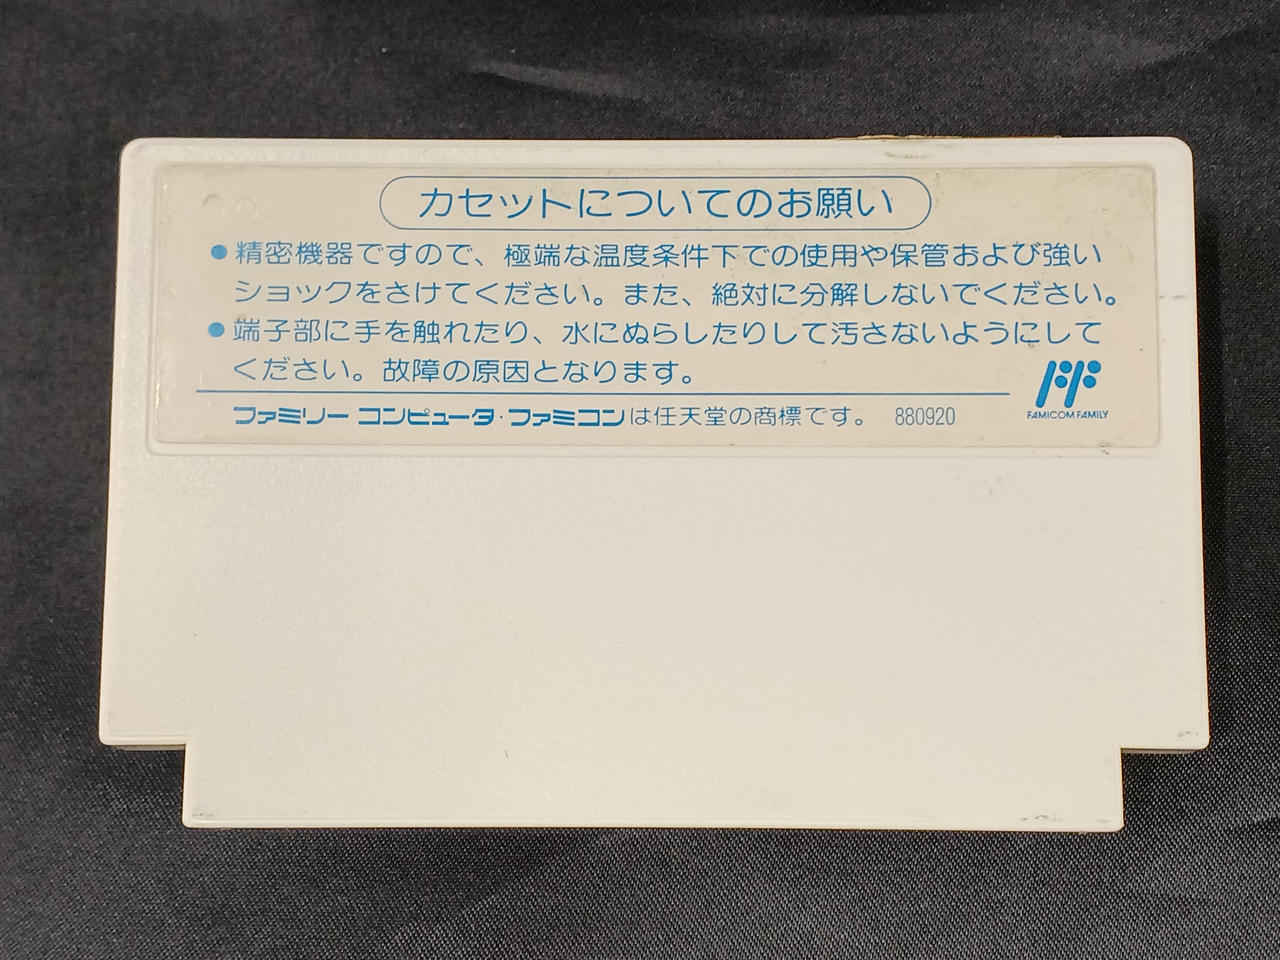 カセットについてのお願い
●精密機器ですので、極端な温度条件下での使用や保管および強い
ショックをさけてください。また、絶対に分解しないでください。
●端子部に手を触れたり、水にぬらしたりして汚さないようにして
ください。故障の原因となります。
FF
FAMICOM FAMILY
ファミリー コンピュータ・ファミコンは任天堂の商標です。 880920